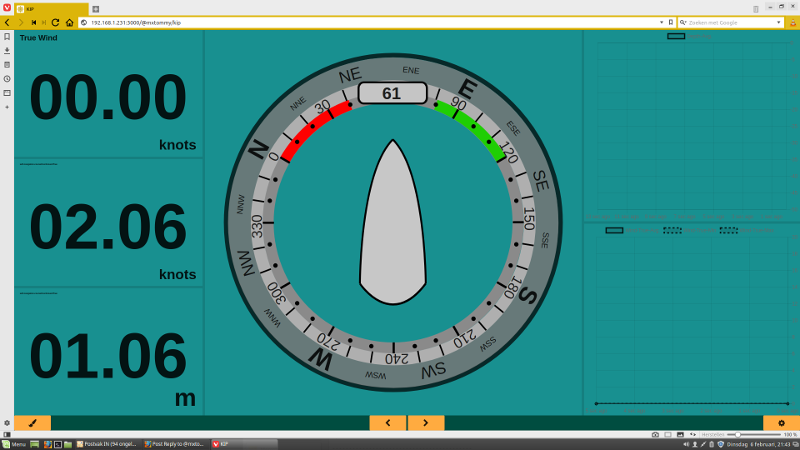 KIP
192.168.1.231:3000/@mxtommy/kip
Zoeken met Google
True Wind
00.00
knots
02.06
knots
01.06
m
61
N
NNE
NE
ENE
E
ESE
SE
SSE
S
SSW
SW
WSW
W
WNW
NW
NNW
0
30
90
120
150
180
210
240
270
300
330
Herstellen
100 %
Menu
Postvak IN (94 ongel...
Post Reply to @mxto...
KIP
Dinsdag 6 februari, 21:43